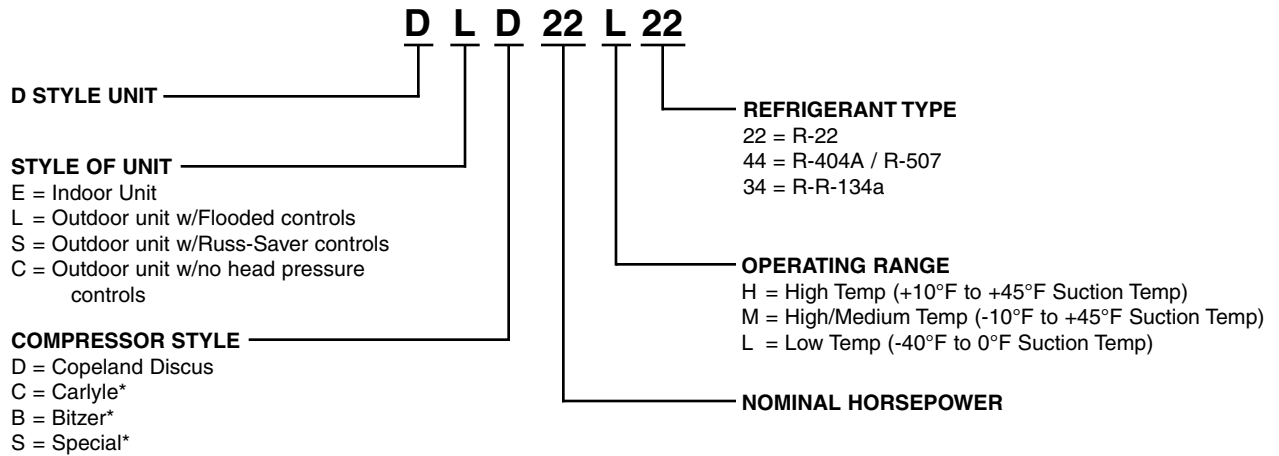 D L D 22 L 22
D STYLE UNIT
STYLE OF UNIT
E = Indoor Unit
L = Outdoor unit w/Flooded controls
S = Outdoor unit w/Russ-Saver controls
C = Outdoor unit w/no head pressure
controls
COMPRESSOR STYLE
D = Copeland Discus
C = Carlyle*
B = Bitzer*
S = Special*
REFRIGERANT TYPE
22 = R-22
44 = R-404A / R-507
34 = R-R-134a
OPERATING RANGE
H = High Temp (+10°F to +45°F Suction Temp)
M = High/Medium Temp (-10°F to +45°F Suction Temp)
L = Low Temp (-40°F to 0°F Suction Temp)
NOMINAL HORSEPOWER